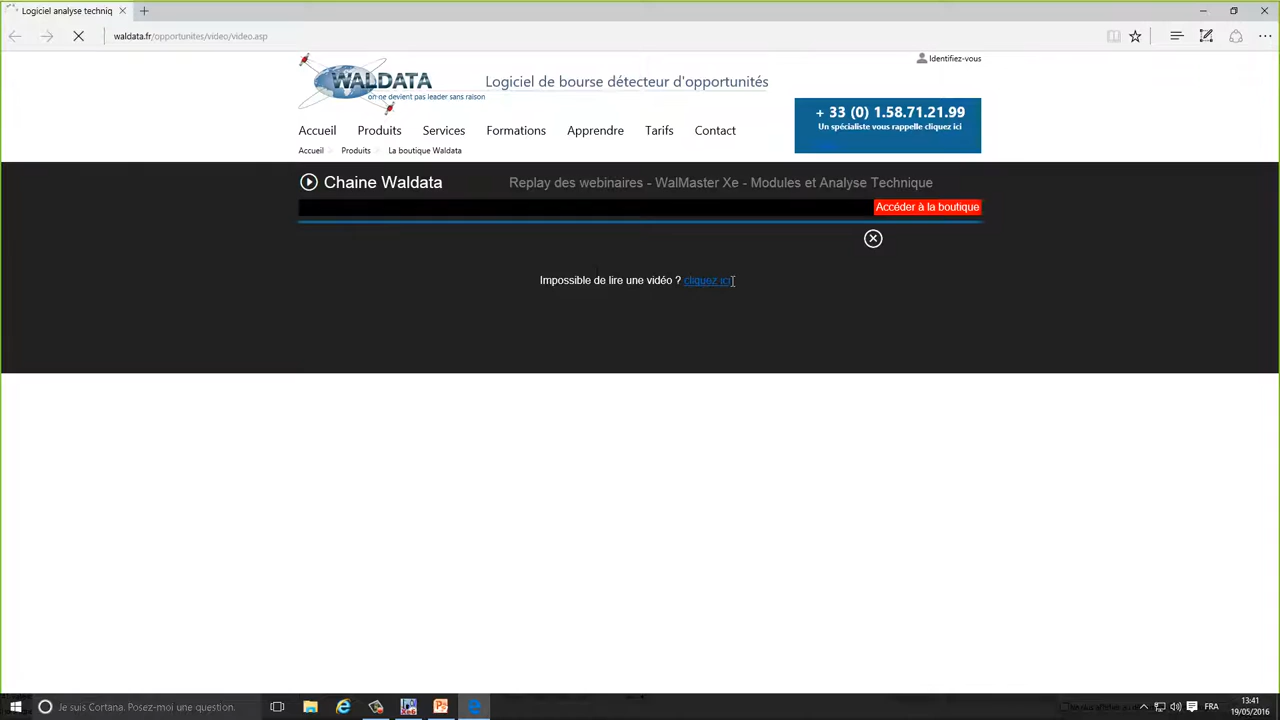 Logiciel analyse techniq
waldata.fr/opportunites/video/video.asp
Identifiez-vous
WALDATA
on ne devient pas leader sans raison
Logiciel de bourse détecteur d'opportunités
+ 33 (0) 1.58.71.21.99
Un spécialiste vous rappelle cliquez ici
Accueil Produits Services Formations Apprendre Tarifs Contact
Accueil Produits La boutique Waldata
Chaine Waldata Replay des webinaires - WalMaster Xe - Modules et Analyse Technique
Accéder à la boutique
Impossible de lire une vidéo ? cliquez ici
Je suis Cortana. Posez-moi une question.
FRA
13:41
19/05/2016